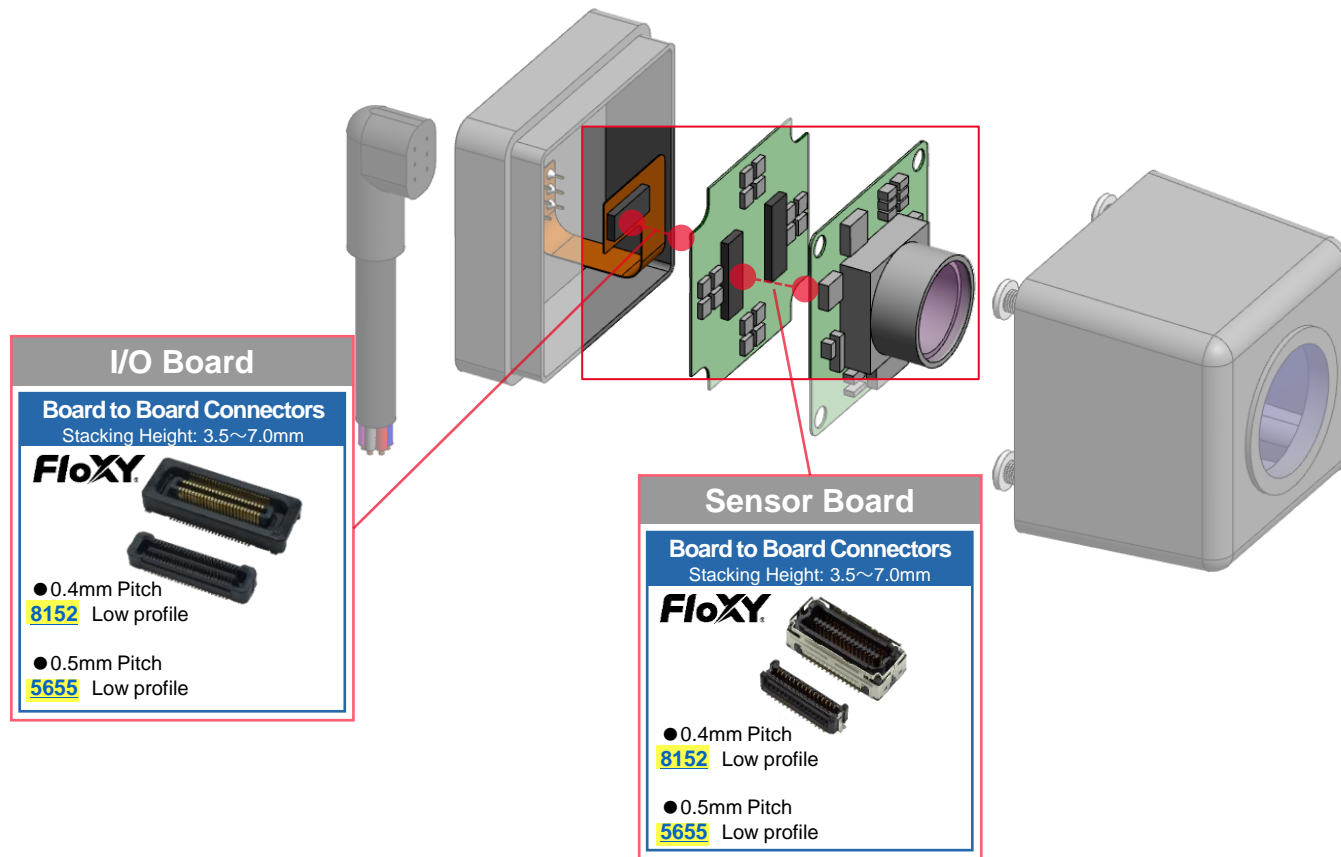 I/O Board
Board to Board Connectors
Stacking Height: 3.5～7.0mm
FloXY®
●0.4mm Pitch
8152 Low profile
●0.5mm Pitch
5655 Low profile
Sensor Board
Board to Board Connectors
Stacking Height: 3.5～7.0mm
FloXY®
●0.4mm Pitch
8152 Low profile
●0.5mm Pitch
5655 Low profile